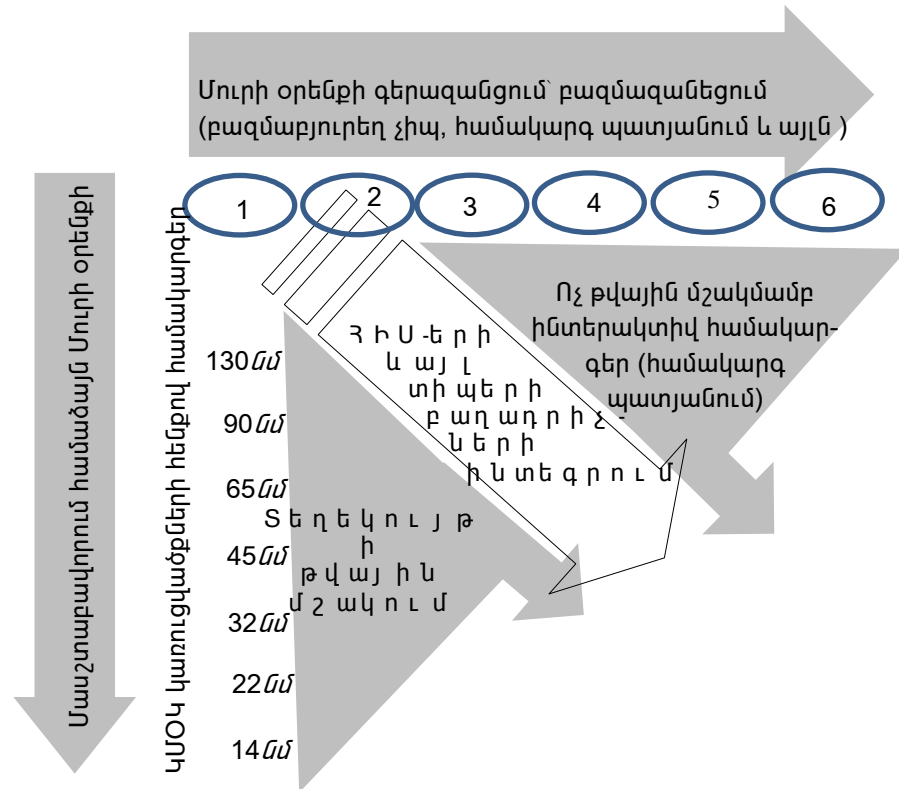 Մուրի օրենքի գերազանցում՝ բազմազանեցում
(բազմաբյուրեղ չիպ, համակարգ պատյանում և այլն )
Մասշտաբավորում համաձայն Մուրի օրենքի
ԿՄՕԿ կառուցվածքների հենքով համակարգեր
1
2
3
4
5
6
Ոչ թվային մշակմամբ
ինտերակտիվ համակար-
գեր (համակարգ
պատյանում)
ՀԻՍ-երի
և այլ
տիպերի
բաղադրիչ-
ների
ինտեգրում
130նմ
90նմ
65նմ
45նմ
32նմ
22նմ
14նմ
Տեղեկույթ
ի
թվային
մշակում